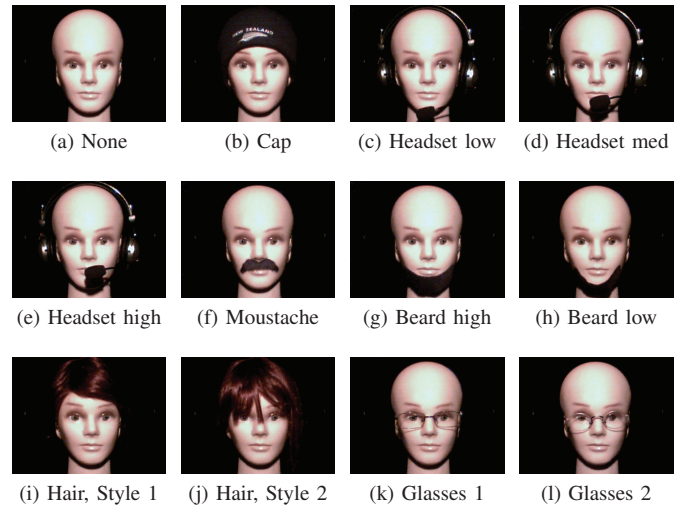 NEW ZEALAND
(a) None
(b) Cap
(c) Headset low
(d) Headset med
(e) Headset high
(f) Moustache
(g) Beard high
(h) Beard low
(i) Hair, Style 1
(j) Hair, Style 2
(k) Glasses 1
(l) Glasses 2